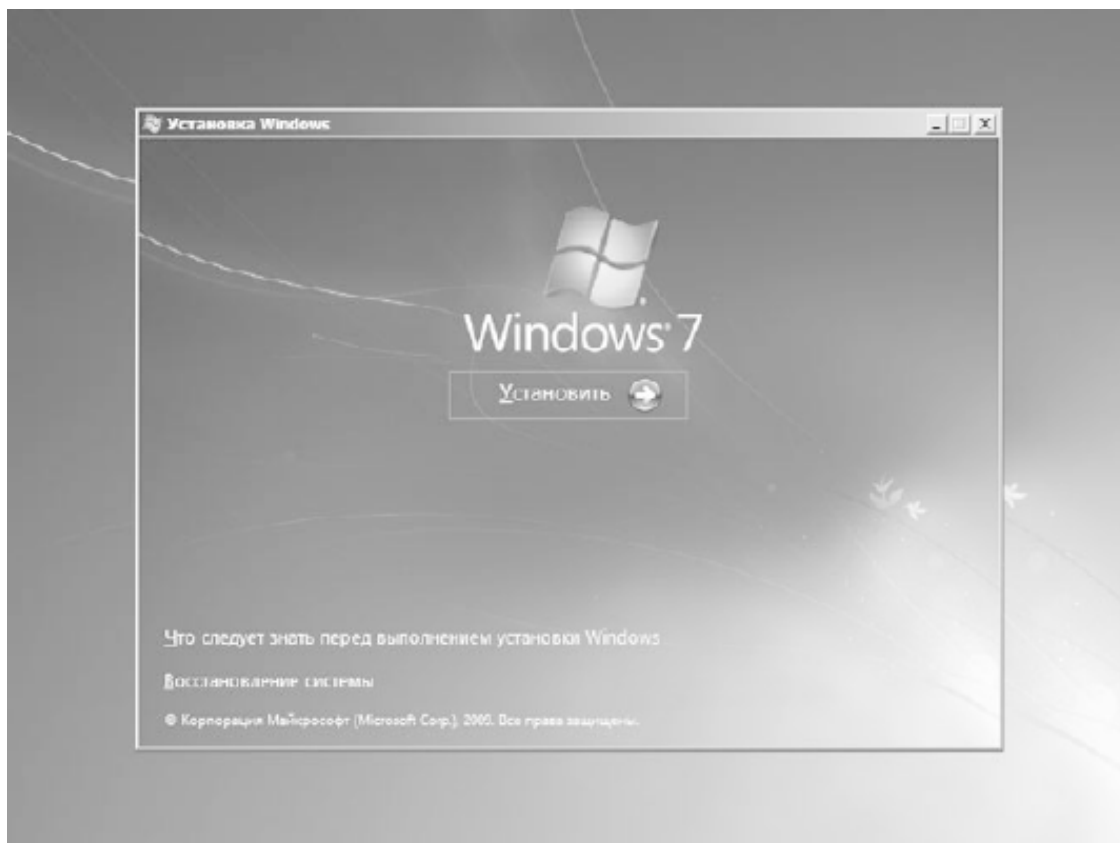 Установка Windows
Windows® 7
Установить
Что следует знать перед выполнением установки Windows
Восстановление системы
© Корпорация Майкрософт (Microsoft Corp.), 2009. Все права защищены.